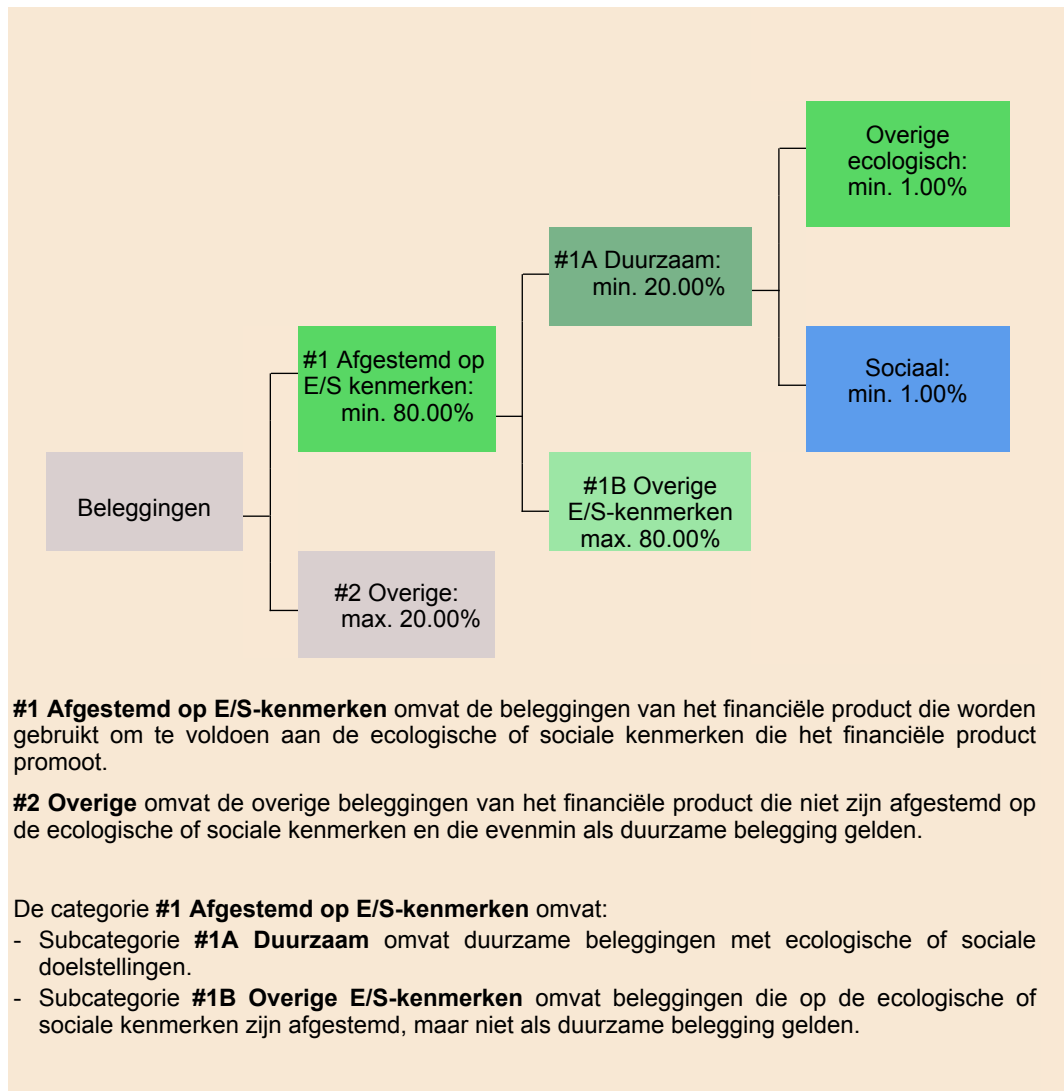 Overige
ecologisch:
min. 1.00%
#1A Duurzaam:
min. 20.00%
#1 Afgestemd op
E/S kenmerken:
min. 80.00%
Sociaal:
min. 1.00%
Beleggingen
#1B Overige
E/S-kenmerken
max. 80.00%
#2 Overige:
max. 20.00%
#1 Afgestemd op E/S-kenmerken omvat de beleggingen van het financiële product die worden
gebruikt om te voldoen aan de ecologische of sociale kenmerken die het financiële product
promoot.
#2 Overige omvat de overige beleggingen van het financiële product die niet zijn afgestemd op
de ecologische of sociale kenmerken en die evenmin als duurzame belegging gelden.
De categorie #1 Afgestemd op E/S-kenmerken omvat:
- Subcategorie #1A Duurzaam omvat duurzame beleggingen met ecologische of sociale
doelstellingen.
- Subcategorie #1B Overige E/S-kenmerken omvat beleggingen die op de ecologische of
sociale kenmerken zijn afgestemd, maar niet als duurzame belegging gelden.